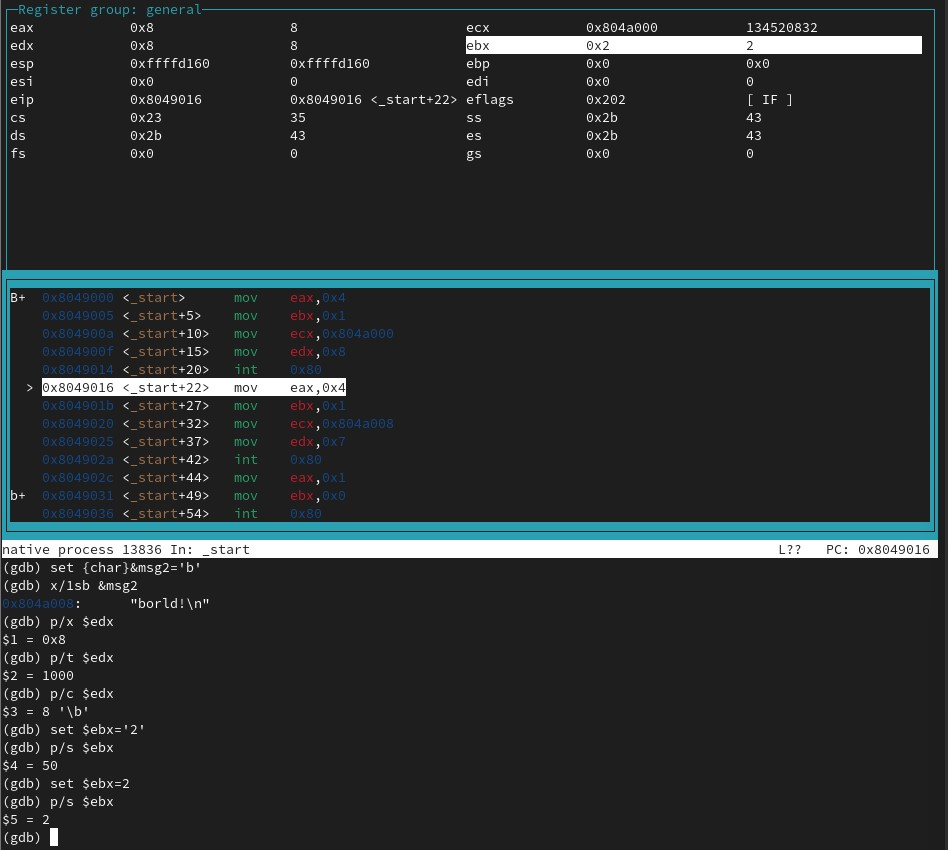 Register group: general
eax 0x8 8 ecx 0x804a000 134520832
edx 0x8 8 ebx 0x2 2
esp 0xffffd160 0xffffd160 ebp 0x0 0x0
esi 0x0 0 edi 0x0 0
eip 0x8049016 0x8049016 <_start+22> eflags 0x202 [ IF ]
cs 0x23 35 ss 0x2b 43
ds 0x2b 43 es 0x2b 43
fs 0x0 0 gs 0x0 0
B+ 0x8049000 <_start> mov eax,0x4
0x8049005 <_start+5> mov ebx,0x1
0x804900a <_start+10> mov ecx,0x804a000
0x804900f <_start+15> mov edx,0x8
0x8049014 <_start+20> int 0x80
> 0x8049016 <_start+22> mov eax,0x4
0x804901b <_start+27> mov ebx,0x1
0x8049020 <_start+32> mov ecx,0x804a008
0x8049025 <_start+37> mov edx,0x7
0x804902a <_start+42> int 0x80
0x804902c <_start+44> mov eax,0x1
b+ 0x8049031 <_start+49> mov ebx,0x0
0x8049036 <_start+54> int 0x80
native process 13836 In: _start L?? PC: 0x8049016
(gdb) set {char}&msg2='b'
(gdb) x/1sb &msg2
0x804a008: "borld!\n"
(gdb) p/x $edx
$1 = 0x8
(gdb) p/t $edx
$2 = 1000
(gdb) p/c $edx
$3 = 8 '\b'
(gdb) set $ebx='2'
(gdb) p/s $ebx
$4 = 50
(gdb) set $ebx=2
(gdb) p/s $ebx
$5 = 2
(gdb)